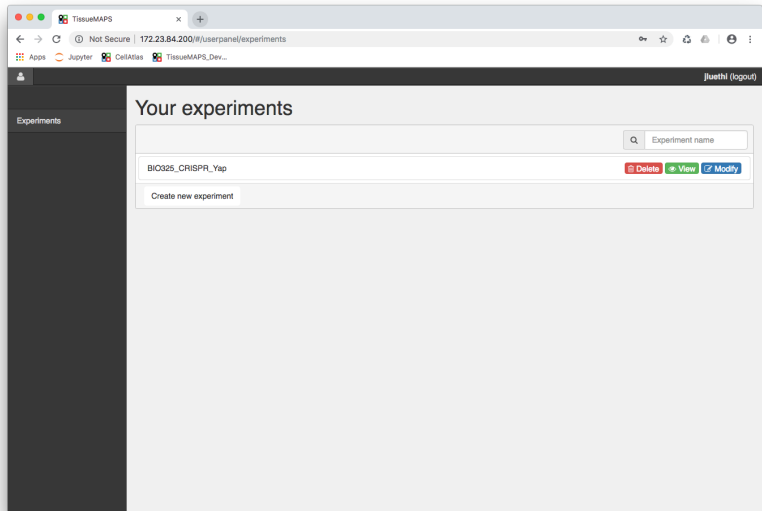 TissueMAPS
Not Secure | 172.23.84.200/#/userpanel/experiments
Apps Jupyter CellAtlas TissueMAPS_Dev...
jluethi (logout)
Experiments
Your experiments
Experiment name
BIO325_CRISPR_Yap
Delete View Modify
Create new experiment